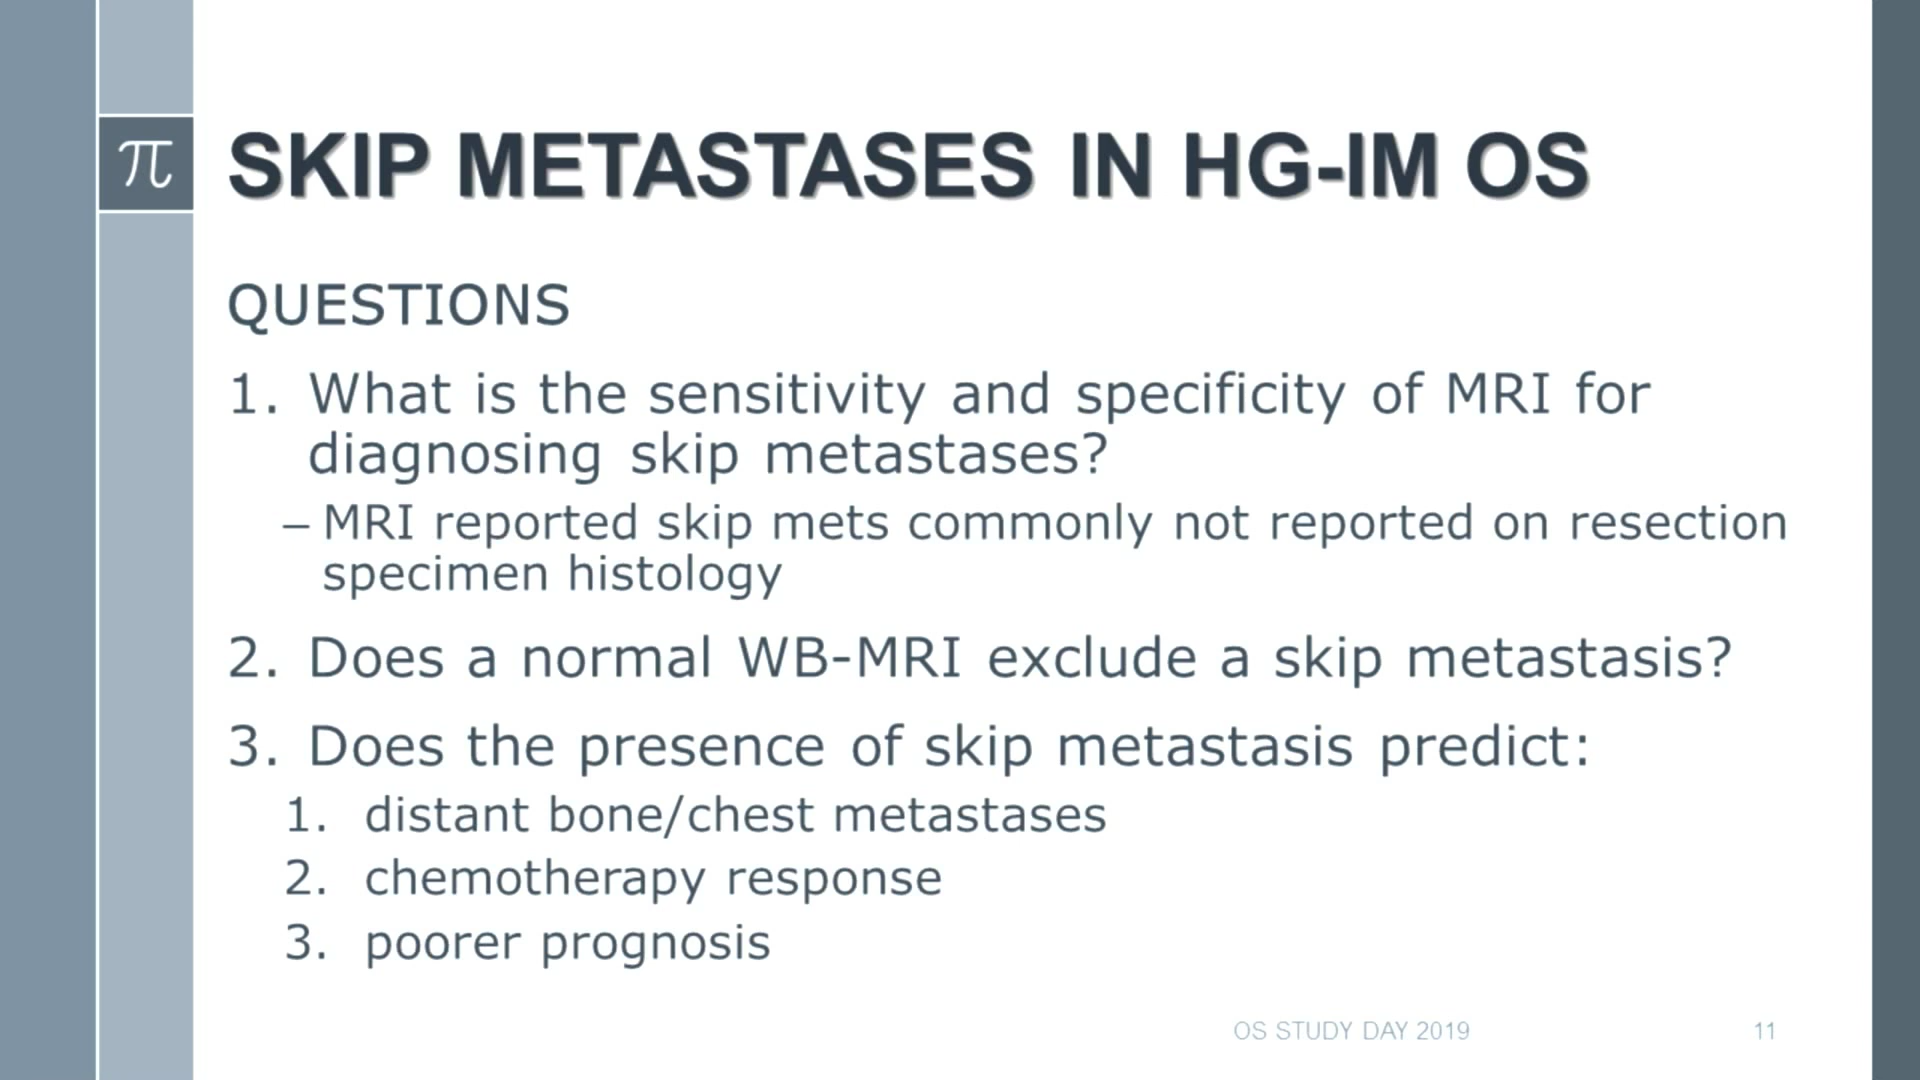 π
SKIP METASTASES IN HG-IM OS
QUESTIONS
1. What is the sensitivity and specificity of MRI for
diagnosing skip metastases?
– MRI reported skip mets commonly not reported on resection
specimen histology
2. Does a normal WB-MRI exclude a skip metastasis?
3. Does the presence of skip metastasis predict:
1. distant bone/chest metastases
2. chemotherapy response
3. poorer prognosis
OS STUDY DAY 2019
11